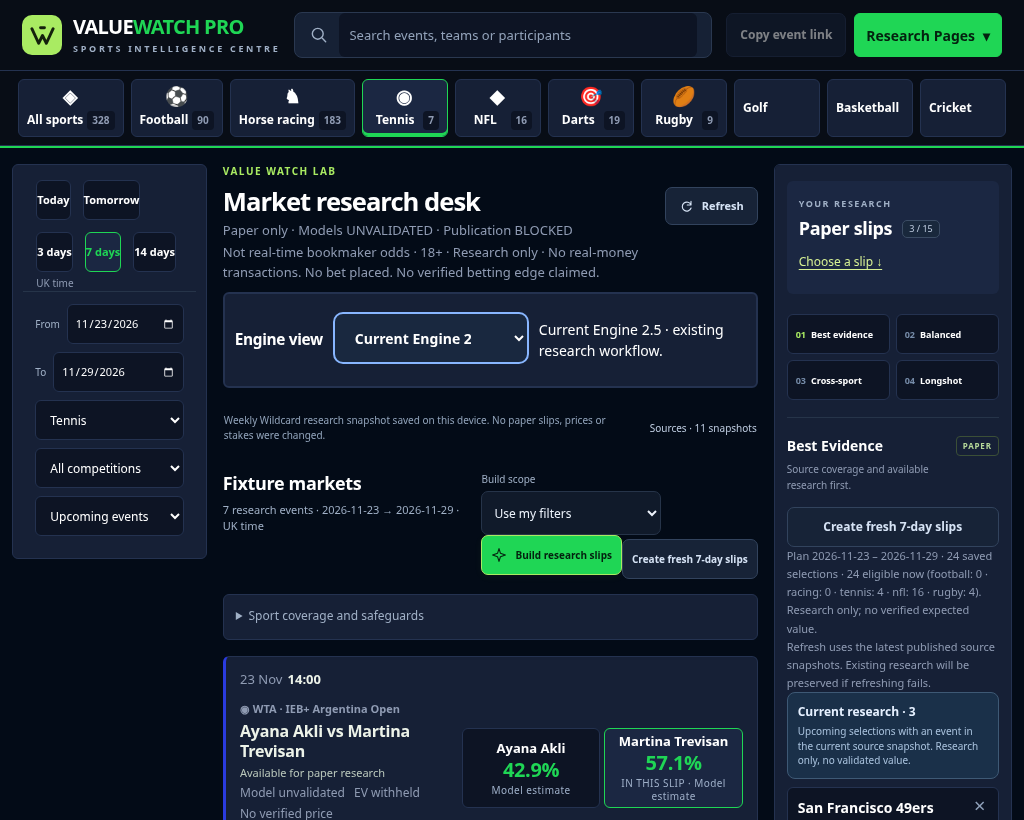 VALUEWATCH PRO
SPORTS INTELLIGENCE CENTRE
Search events, teams or participants
Copy event link
Research Pages ▾
All sports 328
Football 90
Horse racing 183
Tennis 7
NFL 16
Darts 19
Rugby 9
Golf
Basketball
Cricket
Today
Tomorrow
3 days
7 days
14 days
UK time
From 11/23/2026
To 11/29/2026
Tennis
All competitions
Upcoming events
VALUE WATCH LAB
Market research desk
Refresh
Paper only · Models UNVALIDATED · Publication BLOCKED
Not real-time bookmaker odds · 18+ · Research only · No real-money
transactions. No bet placed. No verified betting edge claimed.
Engine view
Current Engine 2
Current Engine 2.5 · existing
research workflow.
Weekly Wildcard research snapshot saved on this device. No paper slips, prices or
stakes were changed.
Sources · 11 snapshots
Fixture markets
7 research events · 2026-11-23 → 2026-11-29 ·
UK time
Build scope
Use my filters
Build research slips
Create fresh 7-day slips
▶ Sport coverage and safeguards
23 Nov 14:00
◉ WTA · IEB+ Argentina Open
Ayana Akli vs Martina
Trevisan
Available for paper research
Model unvalidated EV withheld
No verified price
Ayana Akli
42.9%
Model estimate
Martina Trevisan
57.1%
IN THIS SLIP · Model
estimate
YOUR RESEARCH
Paper slips 3 / 15
Choose a slip ↓
01 Best evidence
02 Balanced
03 Cross-sport
04 Longshot
Best Evidence
PAPER
Source coverage and available
research first.
Create fresh 7-day slips
Plan 2026-11-23 – 2026-11-29 · 24 saved
selections · 24 eligible now (football: 0 ·
racing: 0 · tennis: 4 · nfl: 16 · rugby: 4).
Research only; no verified expected
value.
Refresh uses the latest published source
snapshots. Existing research will be
preserved if refreshing fails.
Current research · 3
Upcoming selections with an event in
the current source snapshot. Research
only, no validated value.
San Francisco 49ers ✕